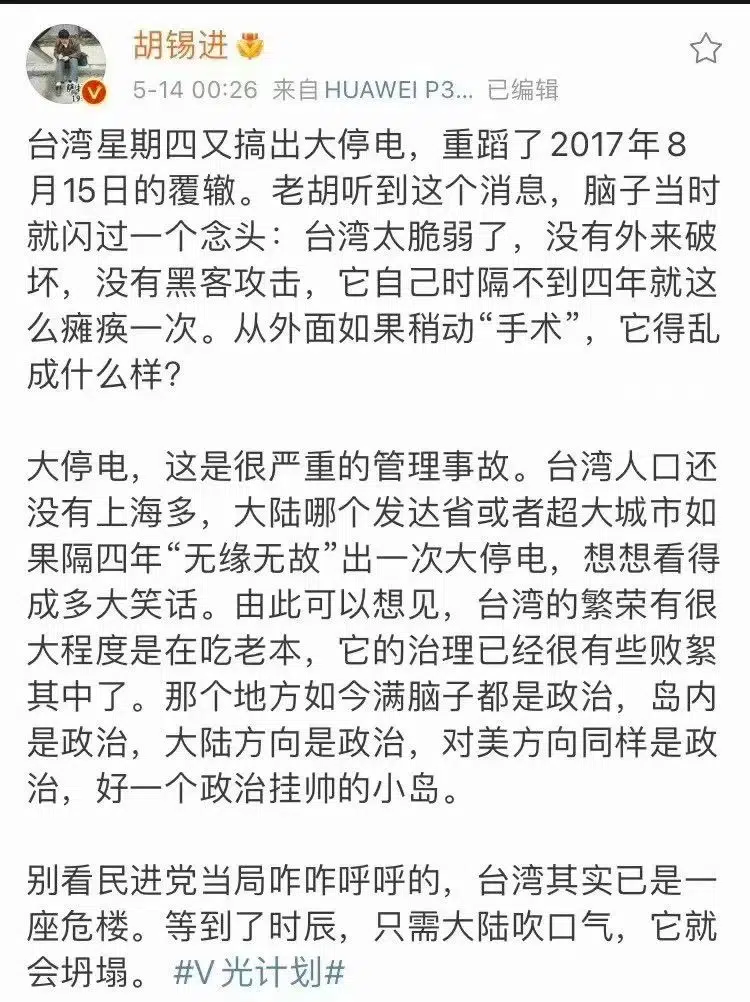 胡锡进
5-14 00:26 来自HUAWEI P3... 已编辑
台湾星期四又搞出大停电，重蹈了2017年8
月15日的覆辙。老胡听到这个消息，脑子当时
就闪过一个念头：台湾太脆弱了，没有外来破
坏，没有黑客攻击，它自己时隔不到四年就这
么瘫痪一次。从外面如果稍动“手术”，它得乱
成什么样?
大停电，这是很严重的管理事故。台湾人口还
没有上海多，大陆哪个发达省或者超大城市如
果隔四年“无缘无故”出一次大停电，想想看得
成多大笑话。由此可以想见，台湾的繁荣有很
大程度是在吃老本，它的治理已经很有些败絮
其中了。那个地方如今满脑子都是政治，岛内
是政治，大陆方向是政治，对美方向同样是政
治，好一个政治挂帅的小岛。
别看民进党当局咋咋呼呼的，台湾其实已是一
座危楼。等到了时辰，只需大陆吹口气，它就
会坍塌。 #V光计划#